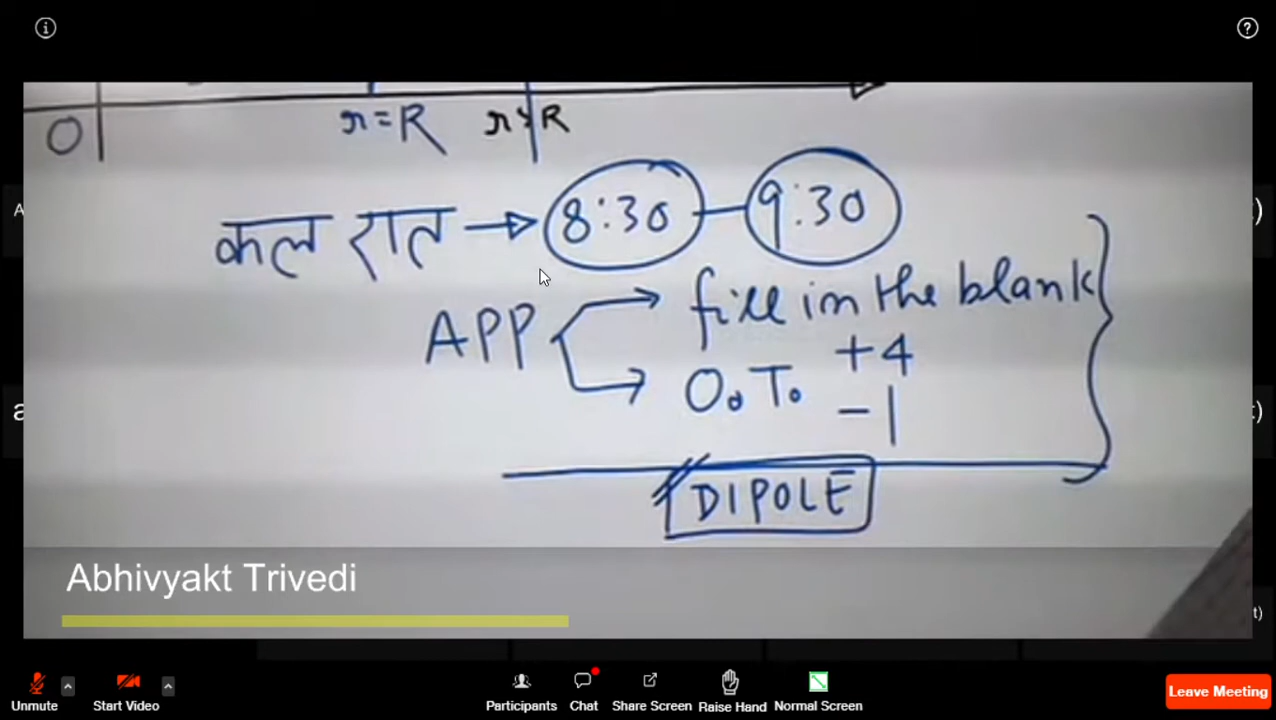 O r=R r>R
कल रात → 8:30 – 9:30
APP → fill in the blank
→ O.T. +4
−1
DIPOLE
Abhivyakt Trivedi
Unmute Start Video Participants Chat Share Screen Raise Hand Normal Screen Leave Meeting